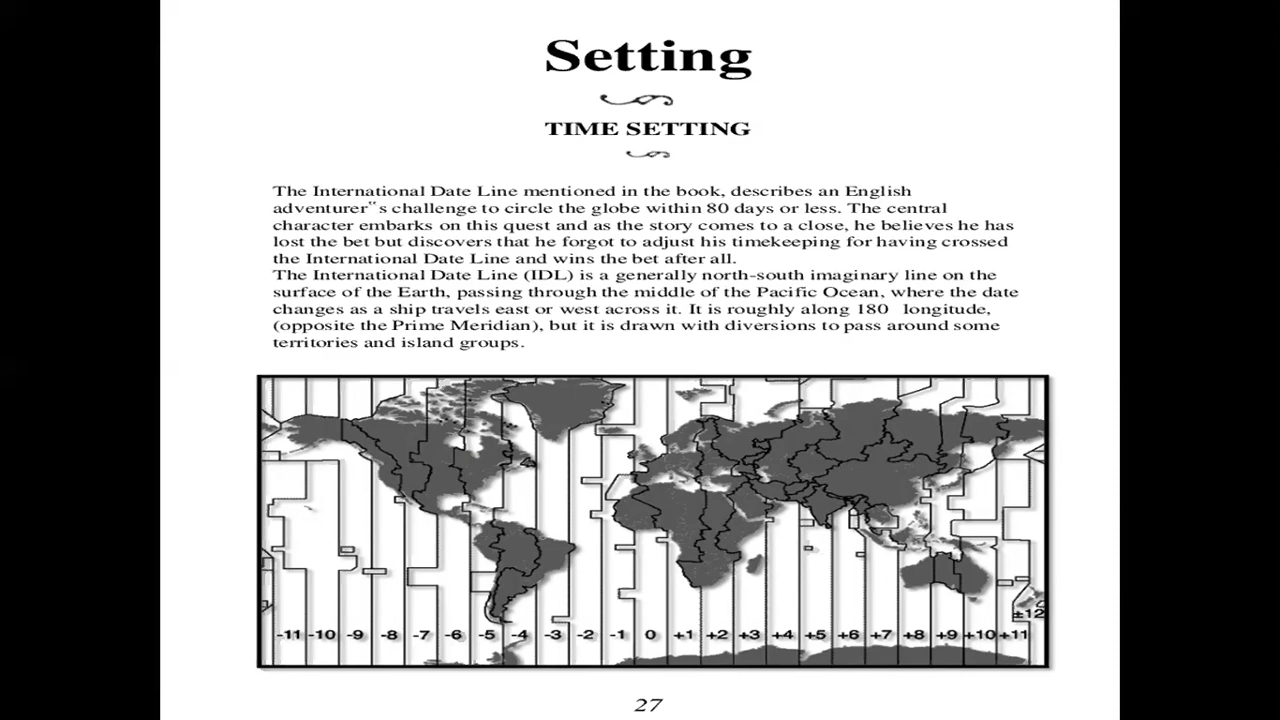 Setting
TIME SETTING
The International Date Line mentioned in the book, describes an English
adventurer‟s challenge to circle the globe within 80 days or less. The central
character embarks on this quest and as the story comes to a close, he believes he has
lost the bet but discovers that he forgot to adjust his timekeeping for having crossed
the International Date Line and wins the bet after all.
The International Date Line (IDL) is a generally north-south imaginary line on the
surface of the Earth, passing through the middle of the Pacific Ocean, where the date
changes as a ship travels east or west across it. It is roughly along 180 longitude,
(opposite the Prime Meridian), but it is drawn with diversions to pass around some
territories and island groups.
±12
-11 -10 -9 -8 -7 -6 -5 -4 -3 -2 -1 0 +1 +2 +3 +4 +5 +6 +7 +8 +9 +10 +11
27